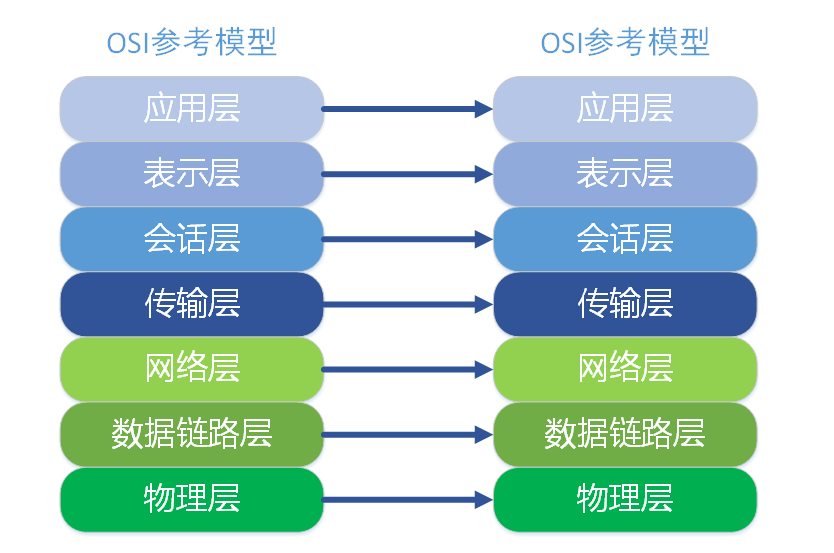 OSI参考模型
OSI参考模型
应用层
应用层
表示层
表示层
会话层
会话层
传输层
传输层
网络层
网络层
数据链路层
数据链路层
物理层
物理层